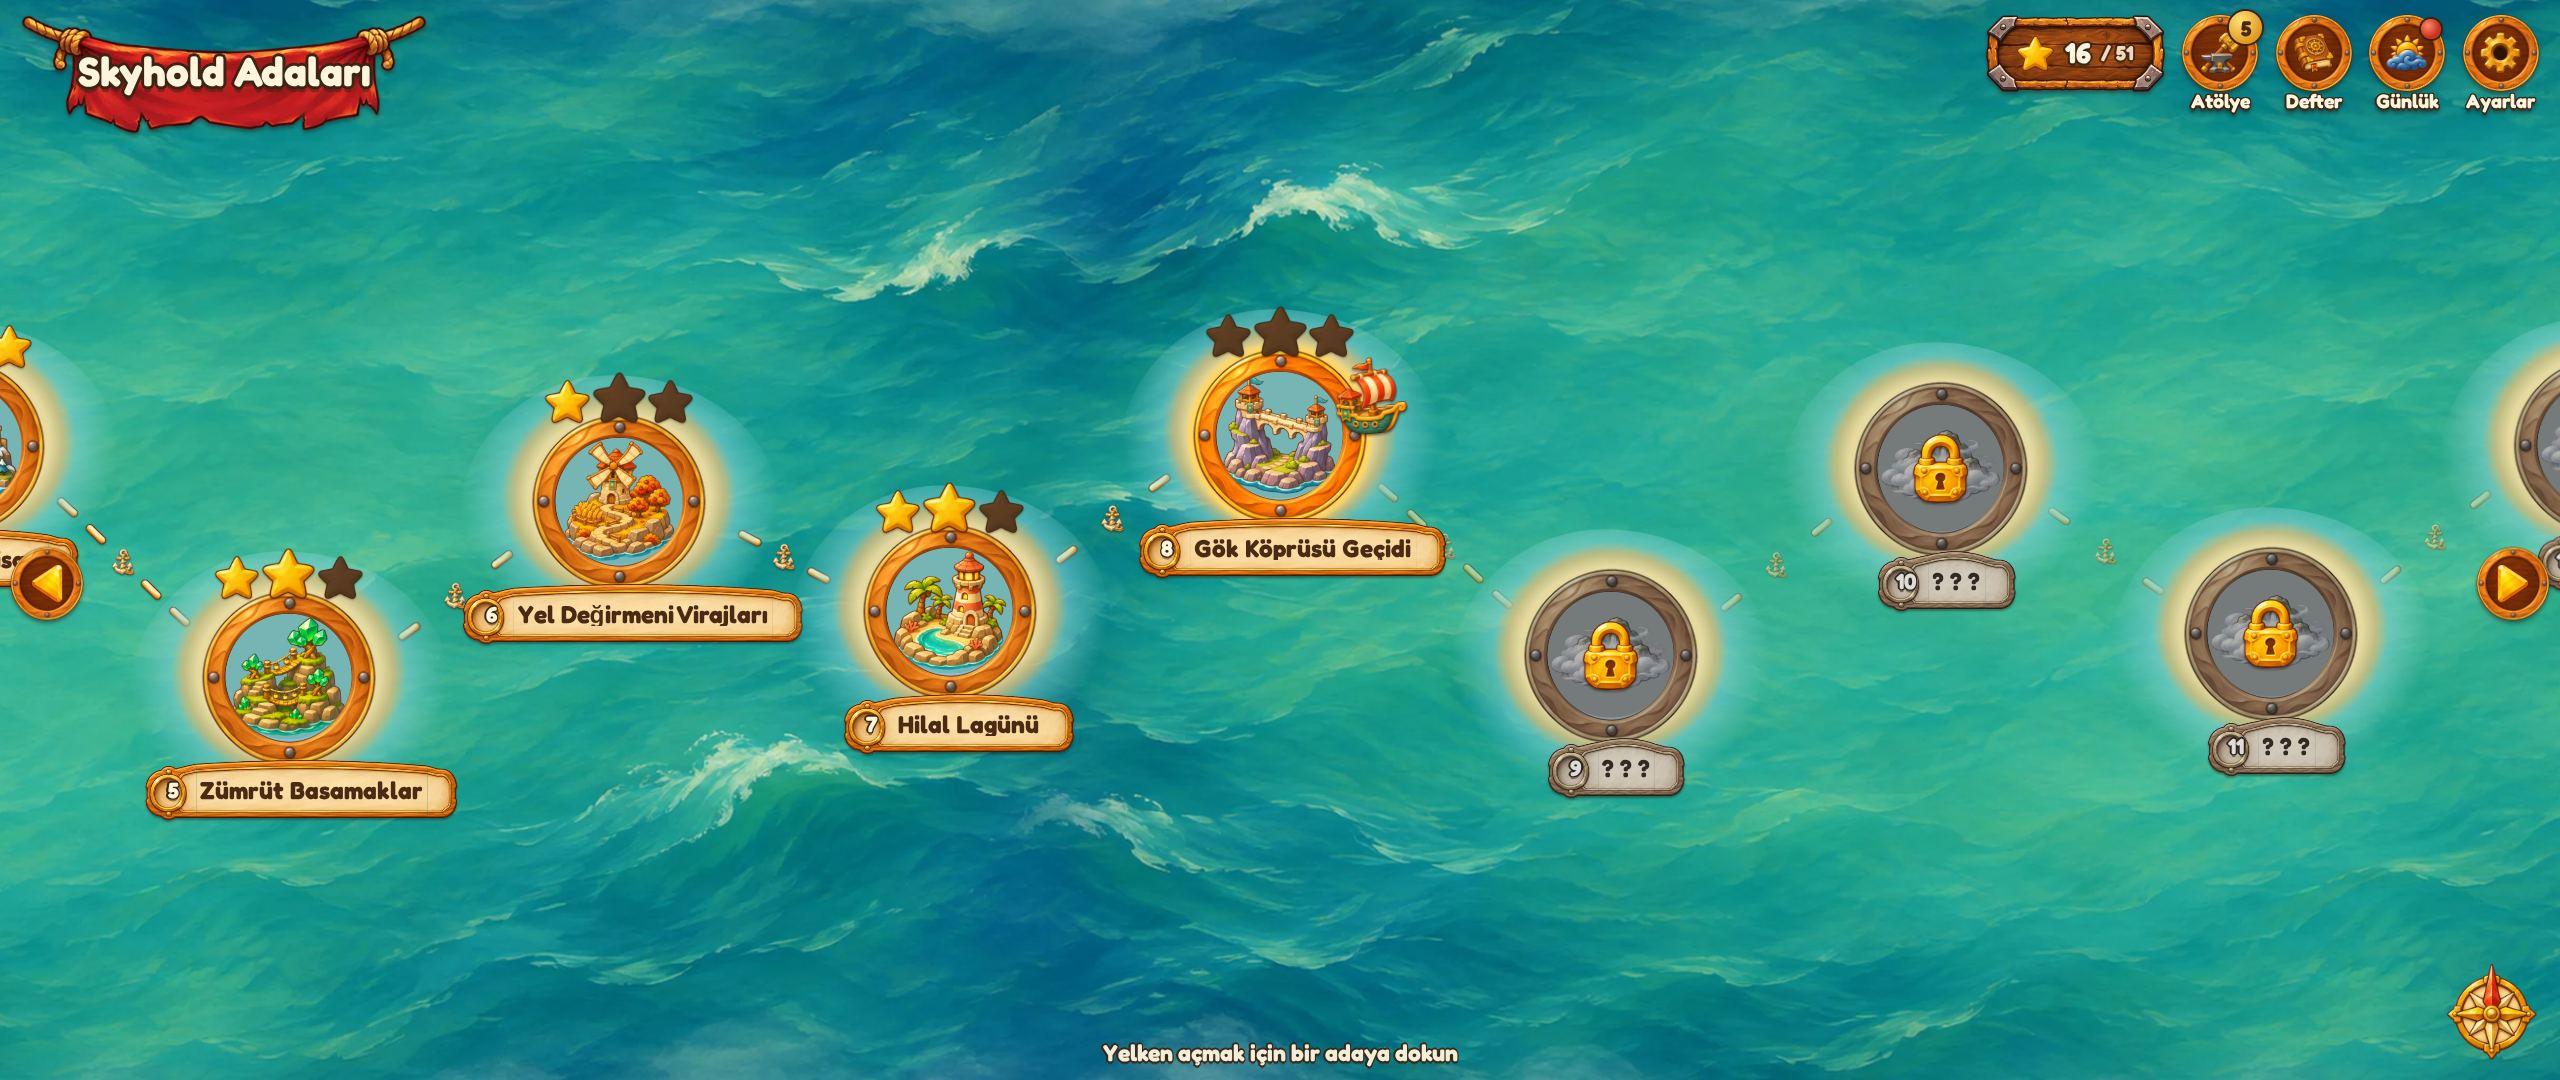 Skyhold Adaları
16 / 51
5
Atölye
Defter
Günlük
Ayarlar
8 Gök Köprüsü Geçidi
10 ???
6 Yel Değirmeni Virajları
7 Hilal Lagünü
11 ???
9 ???
5 Zümrüt Basamaklar
Yelken açmak için bir adaya dokun